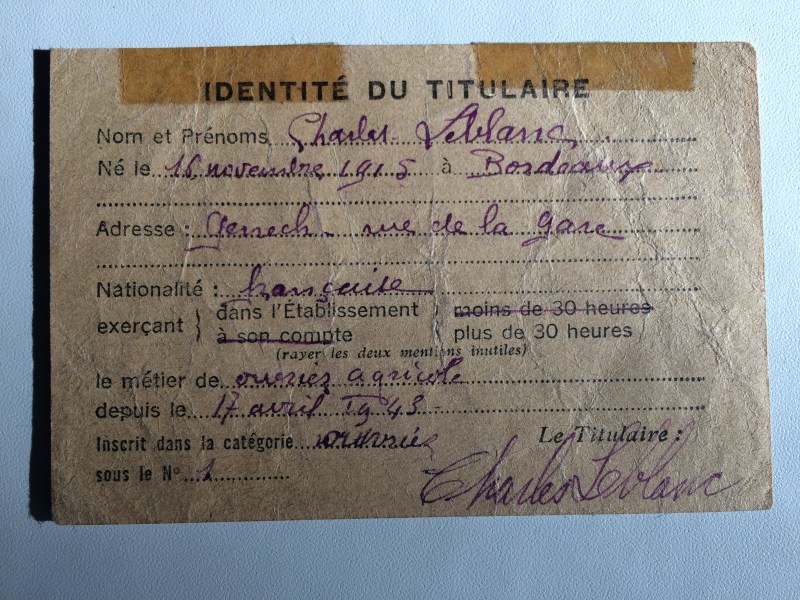 IDENTITÉ DU TITULAIRE
Nom et Prénoms Charles Leblanc
Né le 16 novembre 1915 à Bordeaux
Adresse : rue de la gare
Nationalité : française
exerçant } dans l'Établissement } moins de 30 heures
à son compte plus de 30 heures
(rayer les deux mentions inutiles)
le métier de ouvrier agricole
depuis le 17 avril 1943
Inscrit dans la catégorie ouvrier Le Titulaire :
sous le Nº 1 Charles Leblanc